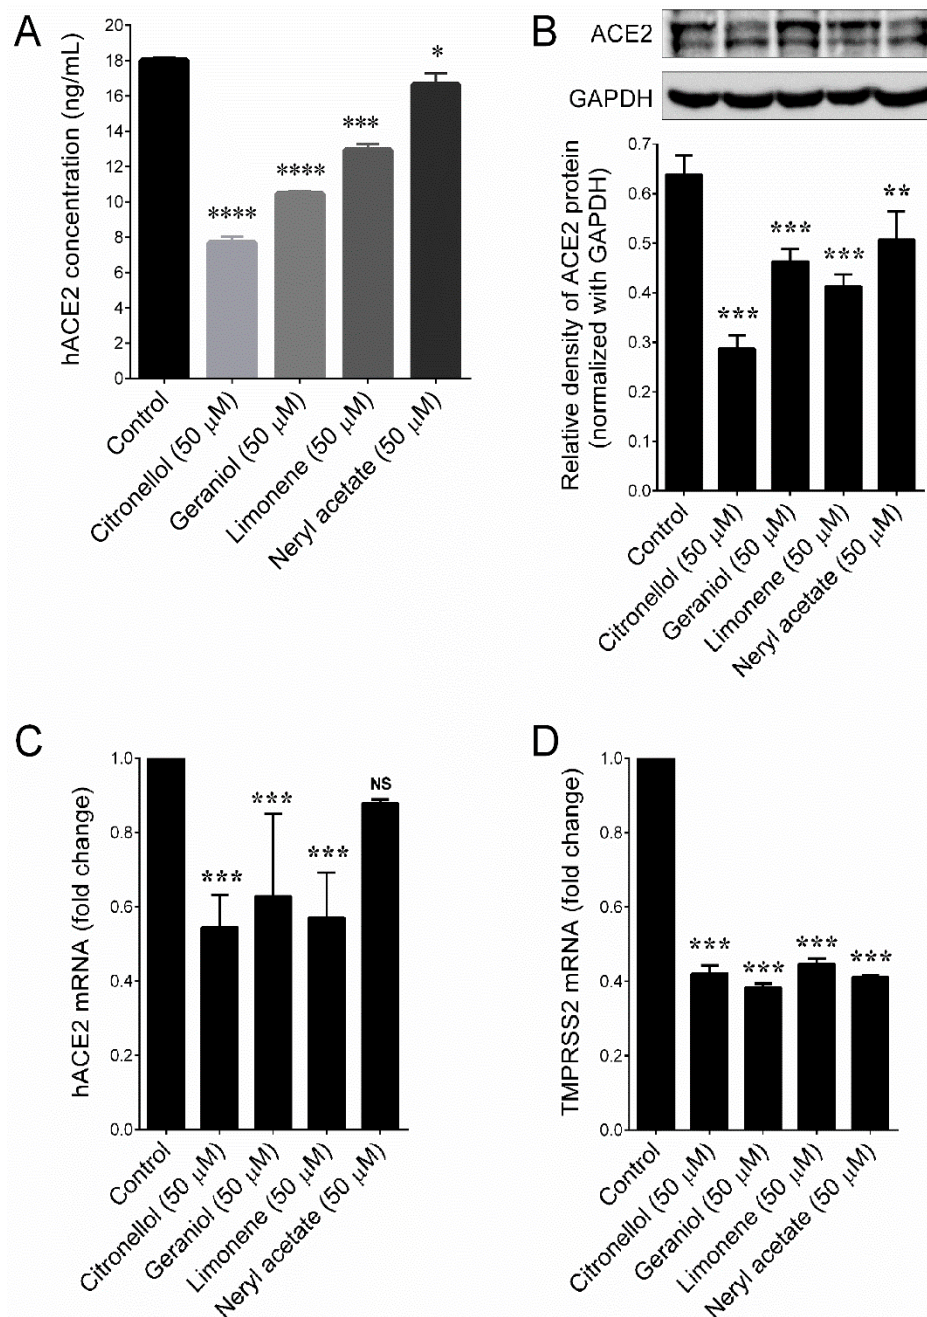 A
hACE2 concentration (ng/mL)
20
18
16
14
12
10
8
6
4
2
0
****
****
***
*
Control
Citronellol (50 μM)
Geraniol (50 μM)
Limonene (50 μM)
Neryl acetate (50 μM)
B
ACE2
GAPDH
Relative density of ACE2 protein
(normalized with GAPDH)
0.7
0.6
0.5
0.4
0.3
0.2
0.1
0.0
***
***
***
**
Control
Citronellol (50 μM)
Geraniol (50 μM)
Limonene (50 μM)
Neryl acetate (50 μM)
C
hACE2 mRNA (fold change)
1.0
0.8
0.6
0.4
0.2
0.0
***
***
***
NS
Control
Citronellol (50 μM)
Geraniol (50 μM)
Limonene (50 μM)
Neryl acetate (50 μM)
D
TMPRSS2 mRNA (fold change)
1.0
0.8
0.6
0.4
0.2
0.0
***
***
***
***
Control
Citronellol (50 μM)
Geraniol (50 μM)
Limonene (50 μM)
Neryl acetate (50 μM)